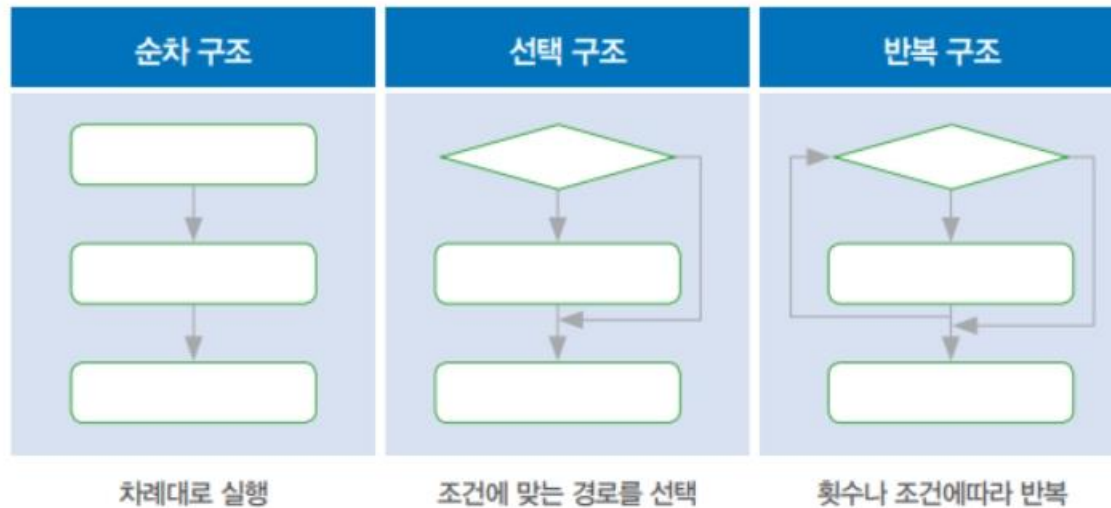 순차 구조
선택 구조
반복 구조
차례대로 실행
조건에 맞는 경로를 선택
횟수나 조건에따라 반복